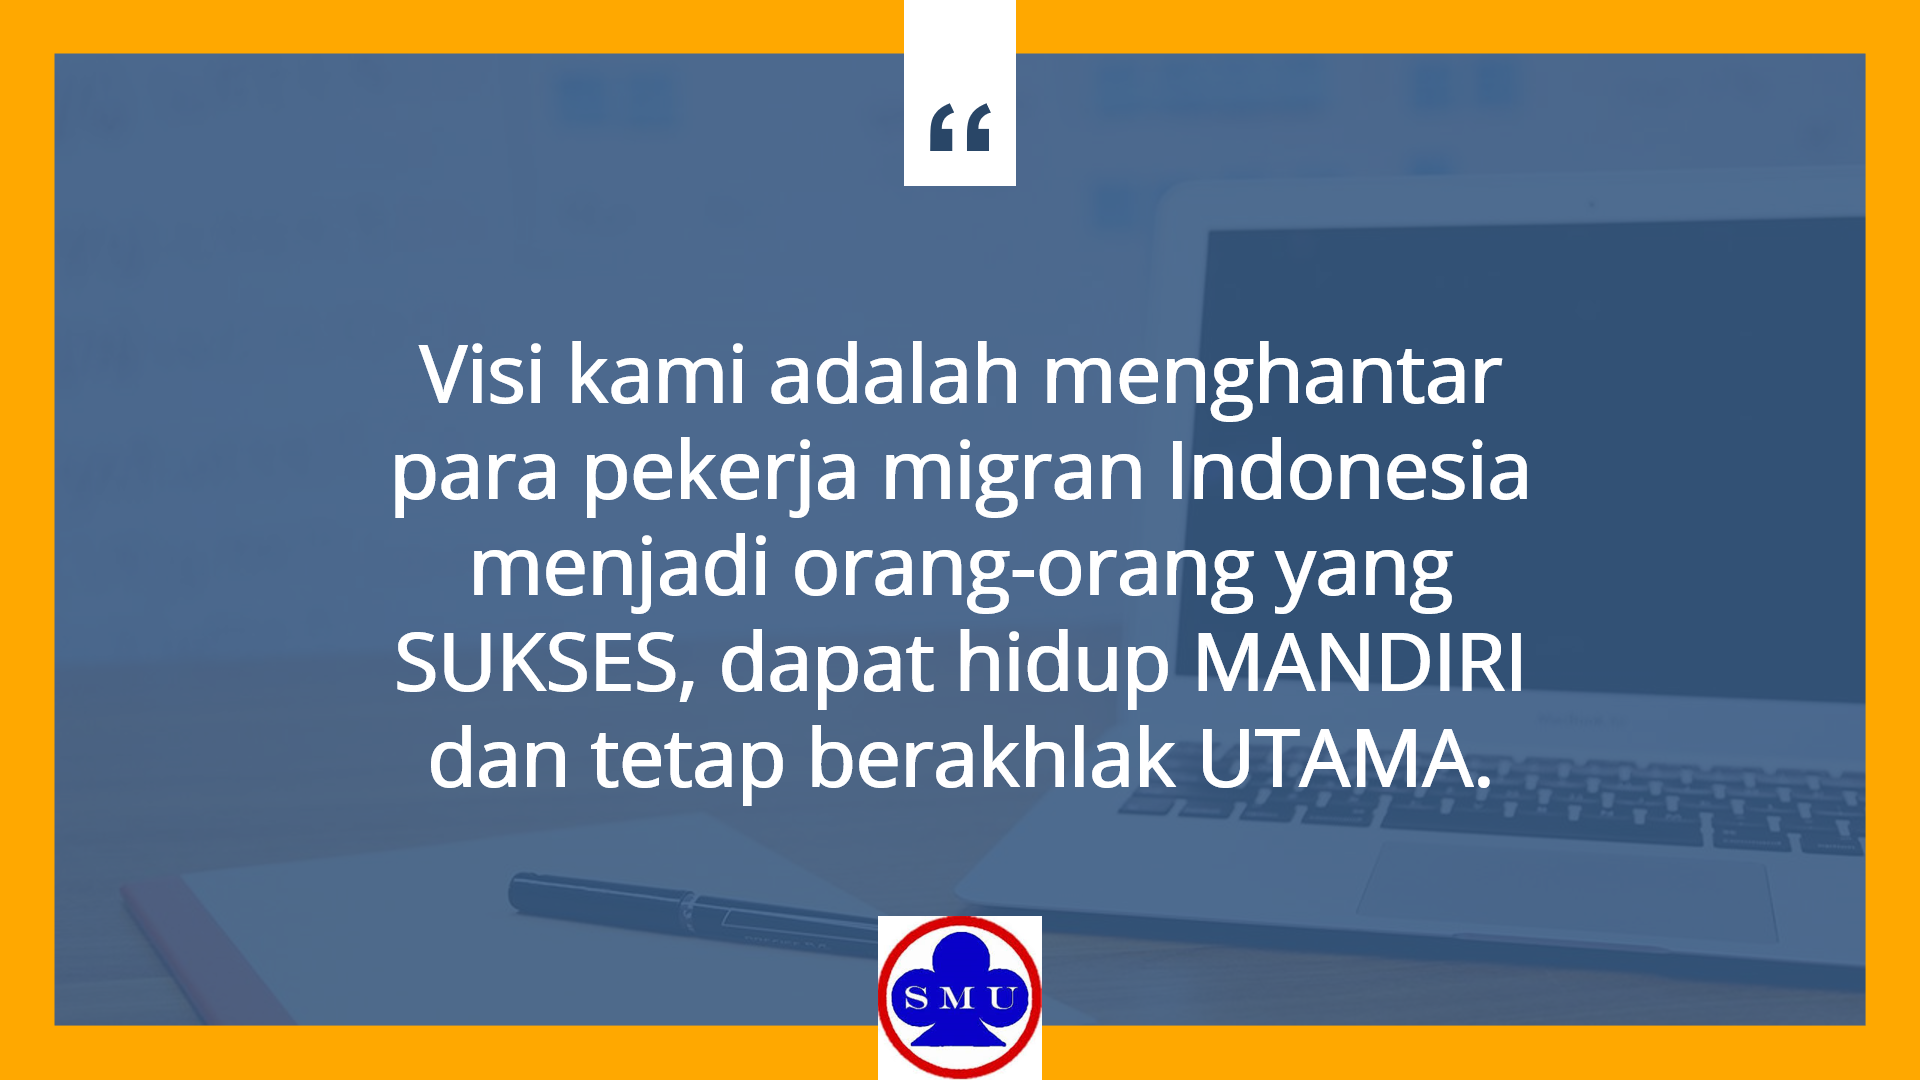 “
Visi kami adalah menghantar
para pekerja migran Indonesia
menjadi orang-orang yang
SUKSES, dapat hidup MANDIRI
dan tetap berakhlak UTAMA.
SMU